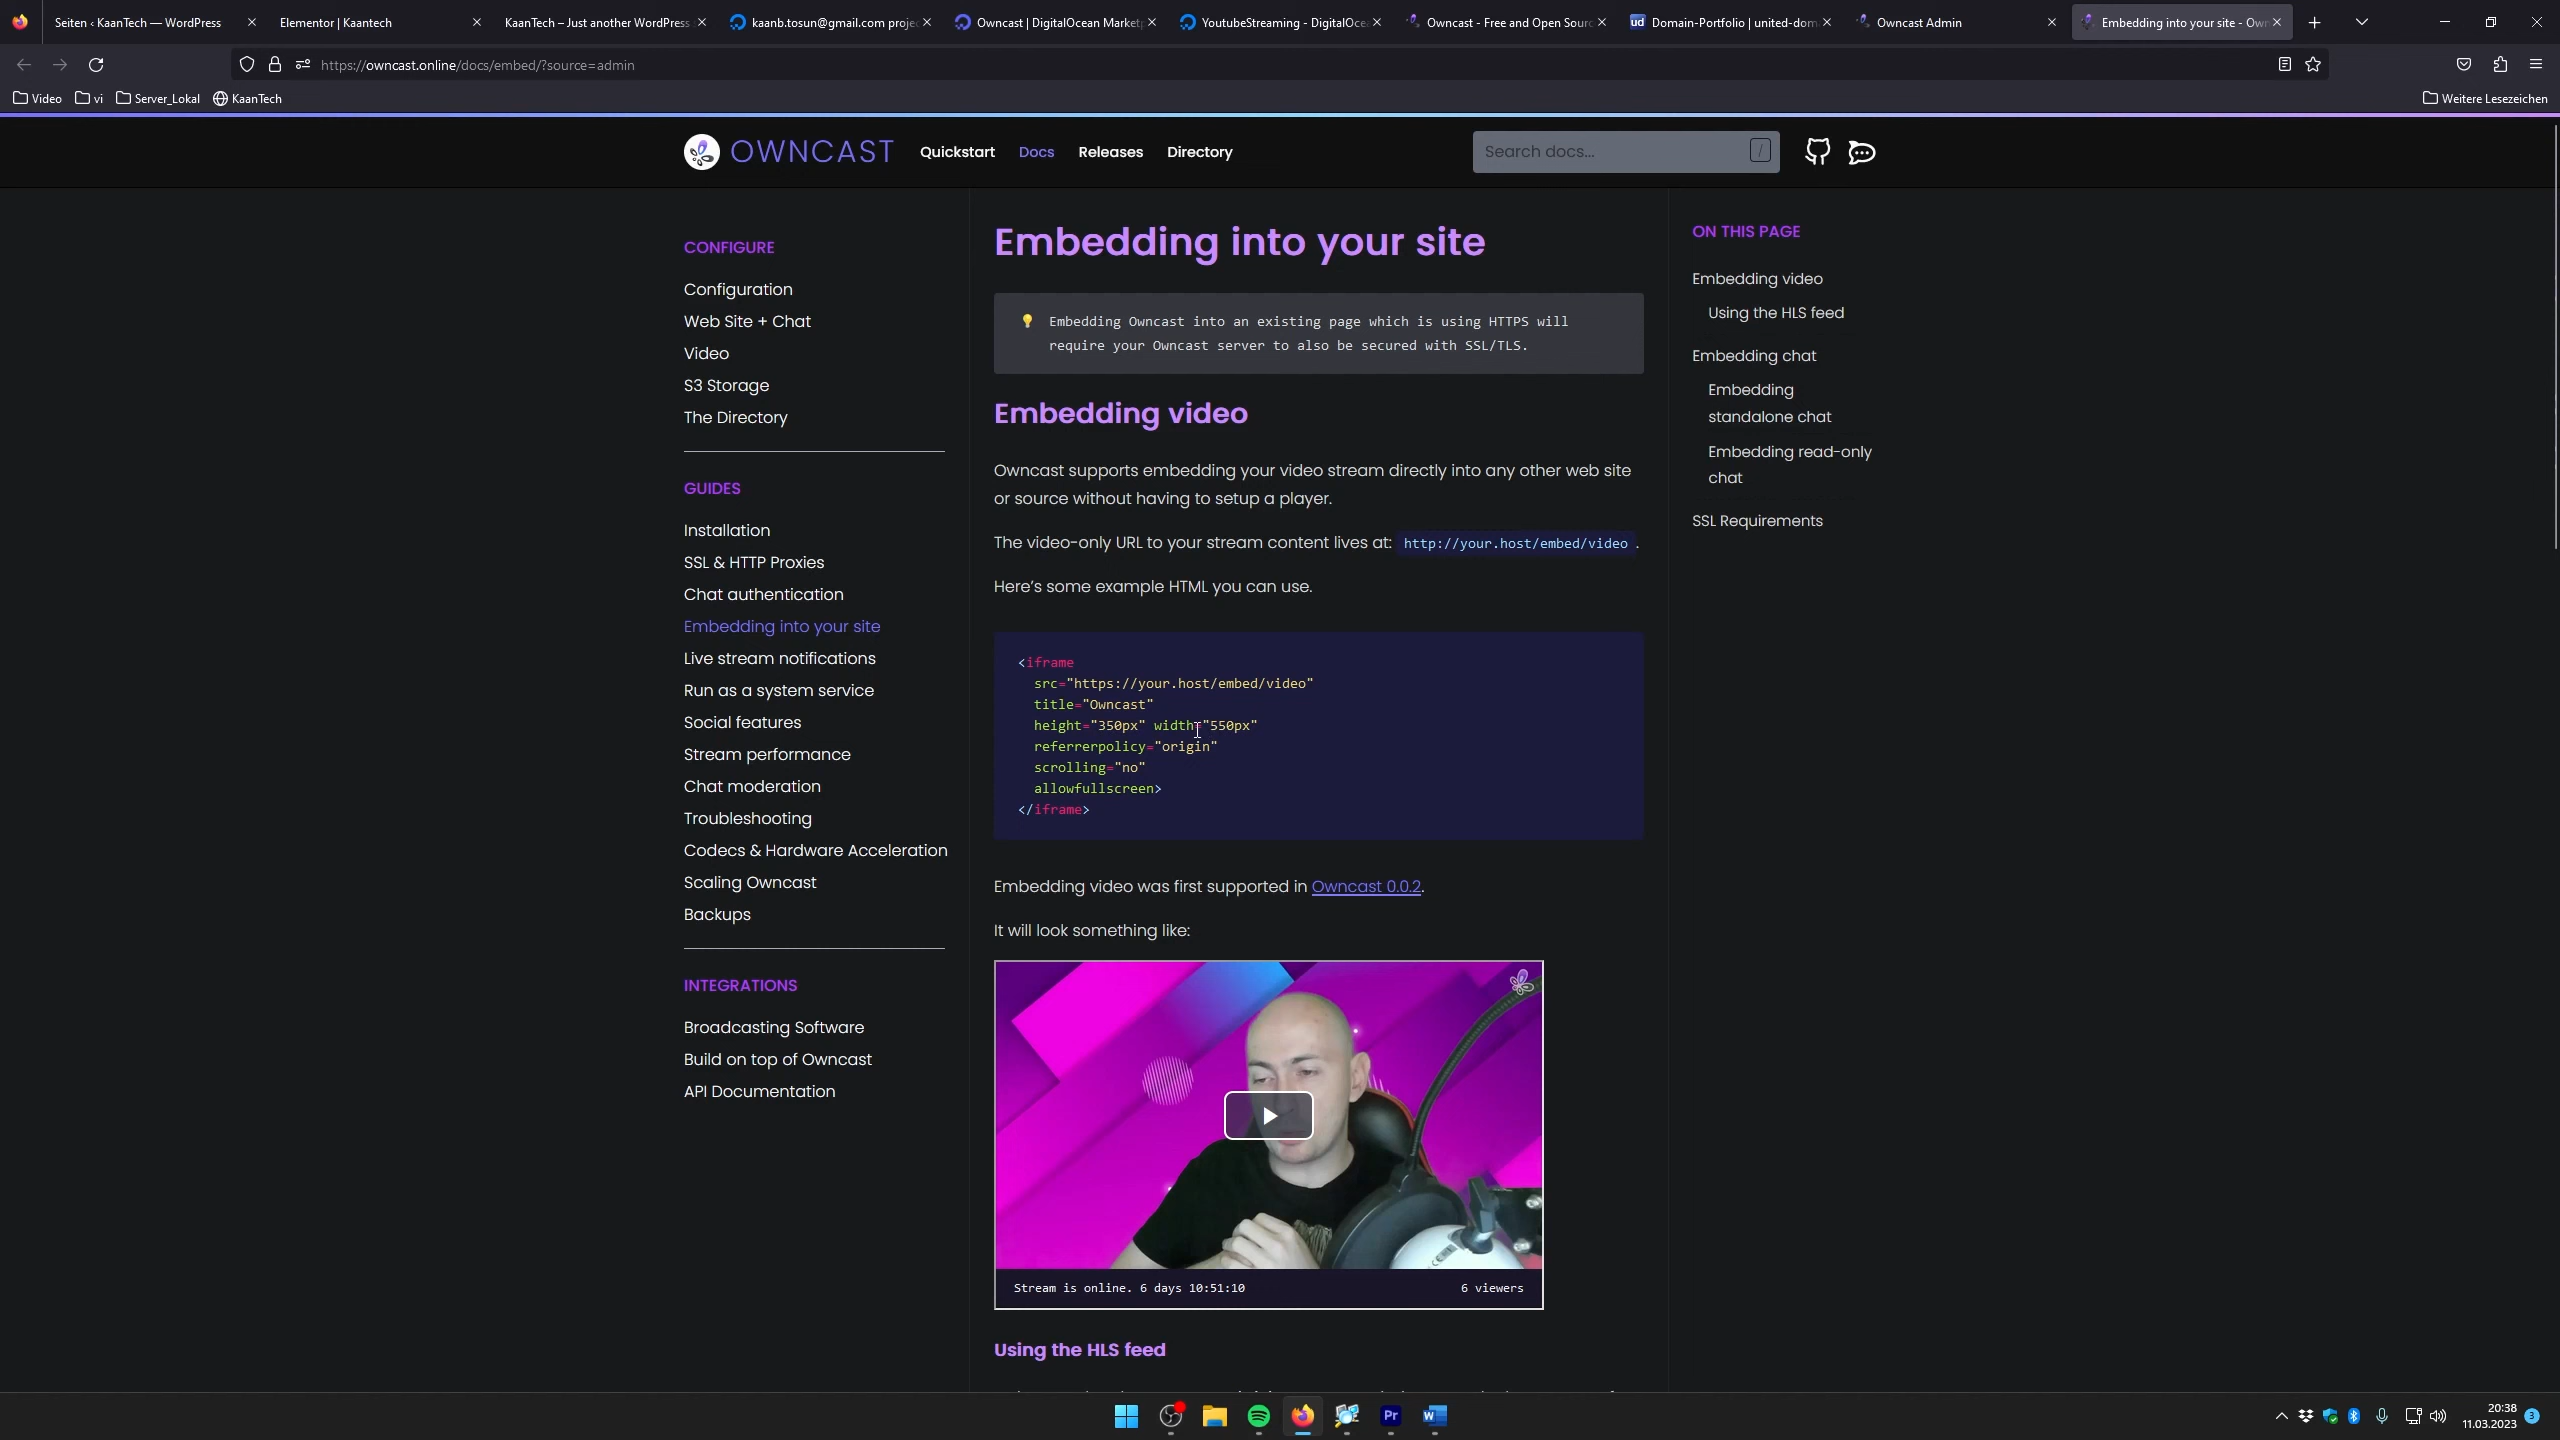 Seiten ‹ KaanTech — WordPress
Elementor | Kaantech
KaanTech – Just another WordPress
kaanb.tosun@gmail.com proje
Owncast | DigitalOcean Market
YoutubeStreaming - DigitalOce
Owncast - Free and Open Sour
ud Domain-Portfolio | united-dom
Owncast Admin
Embedding into your site - Ow
https://owncast.online/docs/embed/?source=admin
Video
vi
Server_Lokal
KaanTech
Weitere Lesezeichen
OWNCAST
Quickstart
Docs
Releases
Directory
Search docs...
/
CONFIGURE
Configuration
Web Site + Chat
Video
S3 Storage
The Directory
GUIDES
Installation
SSL & HTTP Proxies
Chat authentication
Embedding into your site
Live stream notifications
Run as a system service
Social features
Stream performance
Chat moderation
Troubleshooting
Codecs & Hardware Acceleration
Scaling Owncast
Backups
INTEGRATIONS
Broadcasting Software
Build on top of Owncast
API Documentation
Embedding into your site
Embedding Owncast into an existing page which is using HTTPS will
require your Owncast server to also be secured with SSL/TLS.
Embedding video
Owncast supports embedding your video stream directly into any other web site
or source without having to setup a player.
The video-only URL to your stream content lives at: http://your.host/embed/video.
Here's some example HTML you can use.
<iframe
src="https://your.host/embed/video"
title="Owncast"
height="350px" width="550px"
referrerpolicy="origin"
scrolling="no"
allowfullscreen>
</iframe>
Embedding video was first supported in Owncast 0.0.2.
It will look something like:
Stream is online. 6 days 10:51:10
6 viewers
Using the HLS feed
ON THIS PAGE
Embedding video
Using the HLS feed
Embedding chat
Embedding
standalone chat
Embedding read-only
chat
SSL Requirements
Pr
W
20:38
11.03.2023
3